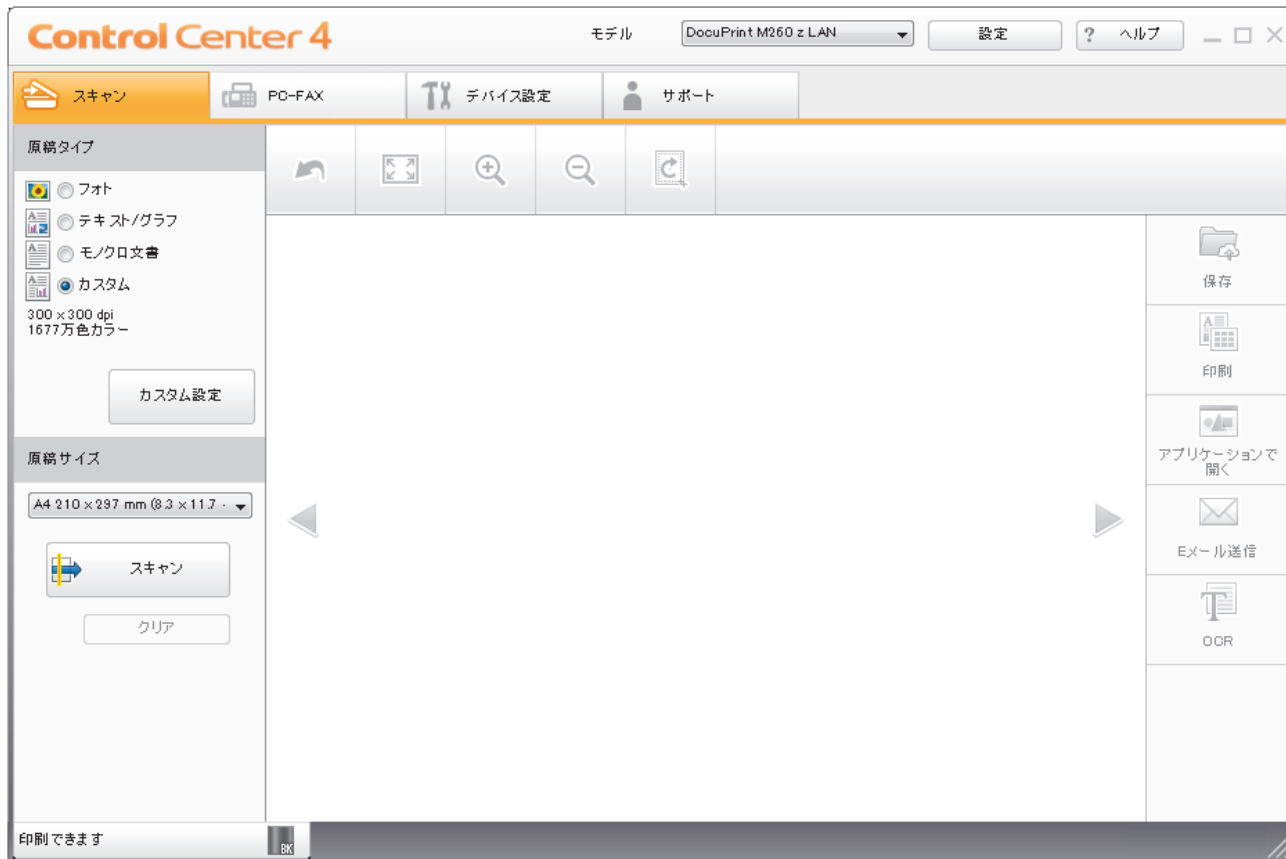 Control Center 4
モデル
DocuPrint M260 z LAN
設定
? ヘルプ
スキャン
PC-FAX
デバイス設定
サポート
原稿タイプ
フォト
テキスト/グラフ
モノクロ文書
カスタム
300 x 300 dpi
1677万色カラー
カスタム設定
原稿サイズ
A4 210 x 297 mm (8.3 x 11.7
スキャン
クリア
保存
印刷
アプリケーションで
開く
Eメール送信
OCR
印刷できます
BK